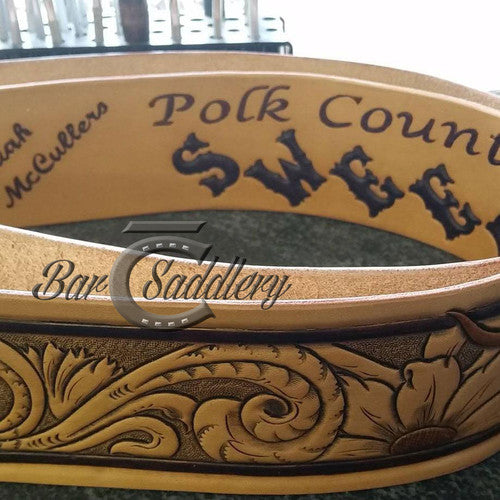 McCullers
Polk Count
SWEE
Bar C Saddlery